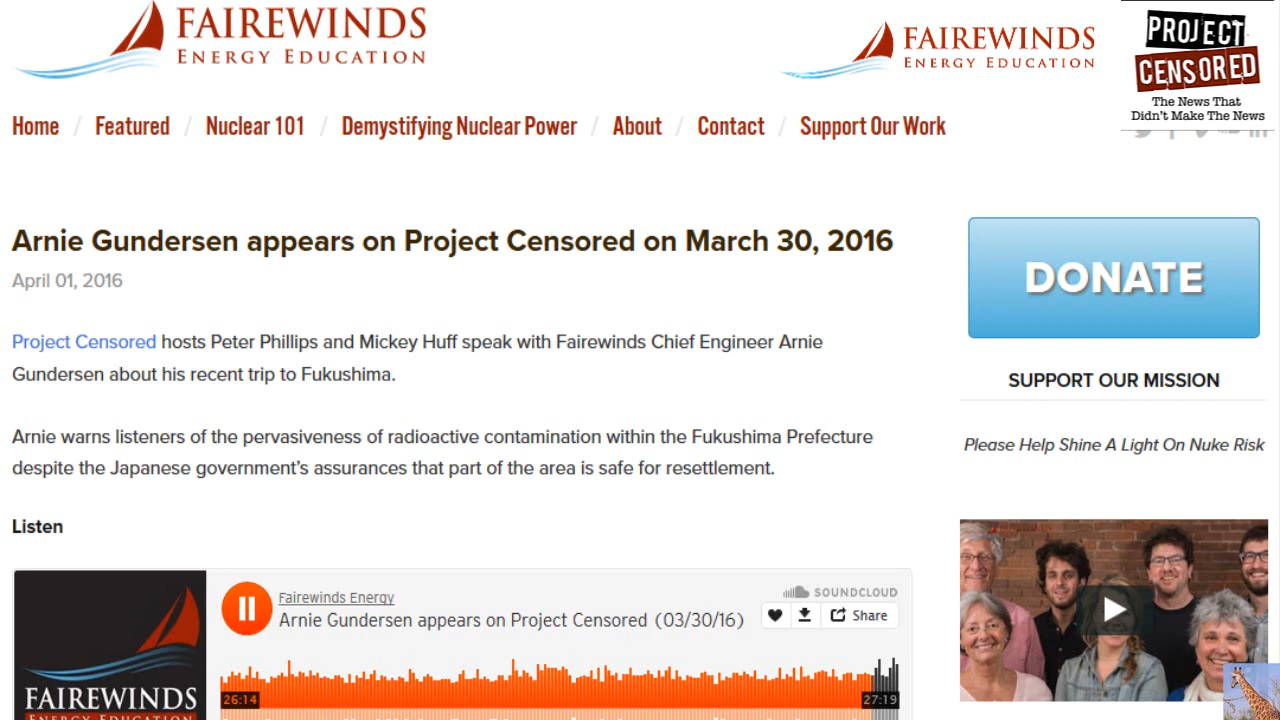 FAIREWINDS
ENERGY EDUCATION
FAIREWINDS
ENERGY EDUCATION
PROJECT
CENSORED
The News That
Didn't Make The News
Home / Featured / Nuclear 101 / Demystifying Nuclear Power / About / Contact / Support Our Work
Arnie Gundersen appears on Project Censored on March 30, 2016
April 01, 2016
Project Censored hosts Peter Phillips and Mickey Huff speak with Fairewinds Chief Engineer Arnie
Gundersen about his recent trip to Fukushima.
Arnie warns listeners of the pervasiveness of radioactive contamination within the Fukushima Prefecture
despite the Japanese government's assurances that part of the area is safe for resettlement.
Listen
Fairewinds Energy
Arnie Gundersen appears on Project Censored (03/30/16)
SOUNDCLOUD
Share
26:14
27:19
FAIREWINDS
ENERGY EDUCATION
DONATE
SUPPORT OUR MISSION
Please Help Shine A Light On Nuke Risk